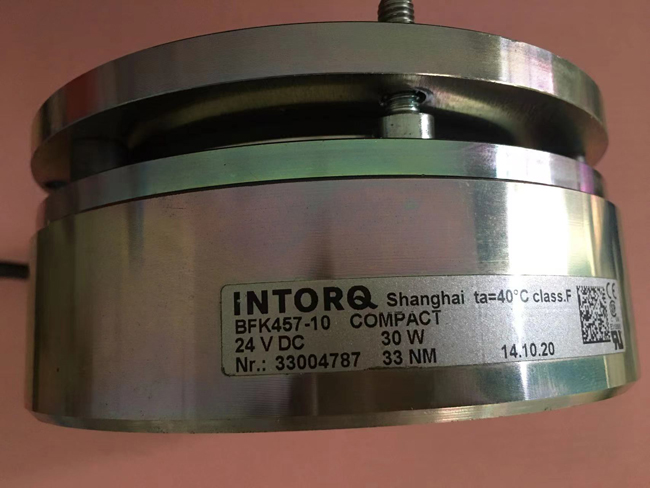 INTORQ Shanghai ta=40°C class.F
BFK457-10 COMPACT
24 V DC 30 W
Nr.: 33004787 33 NM 14.10.20